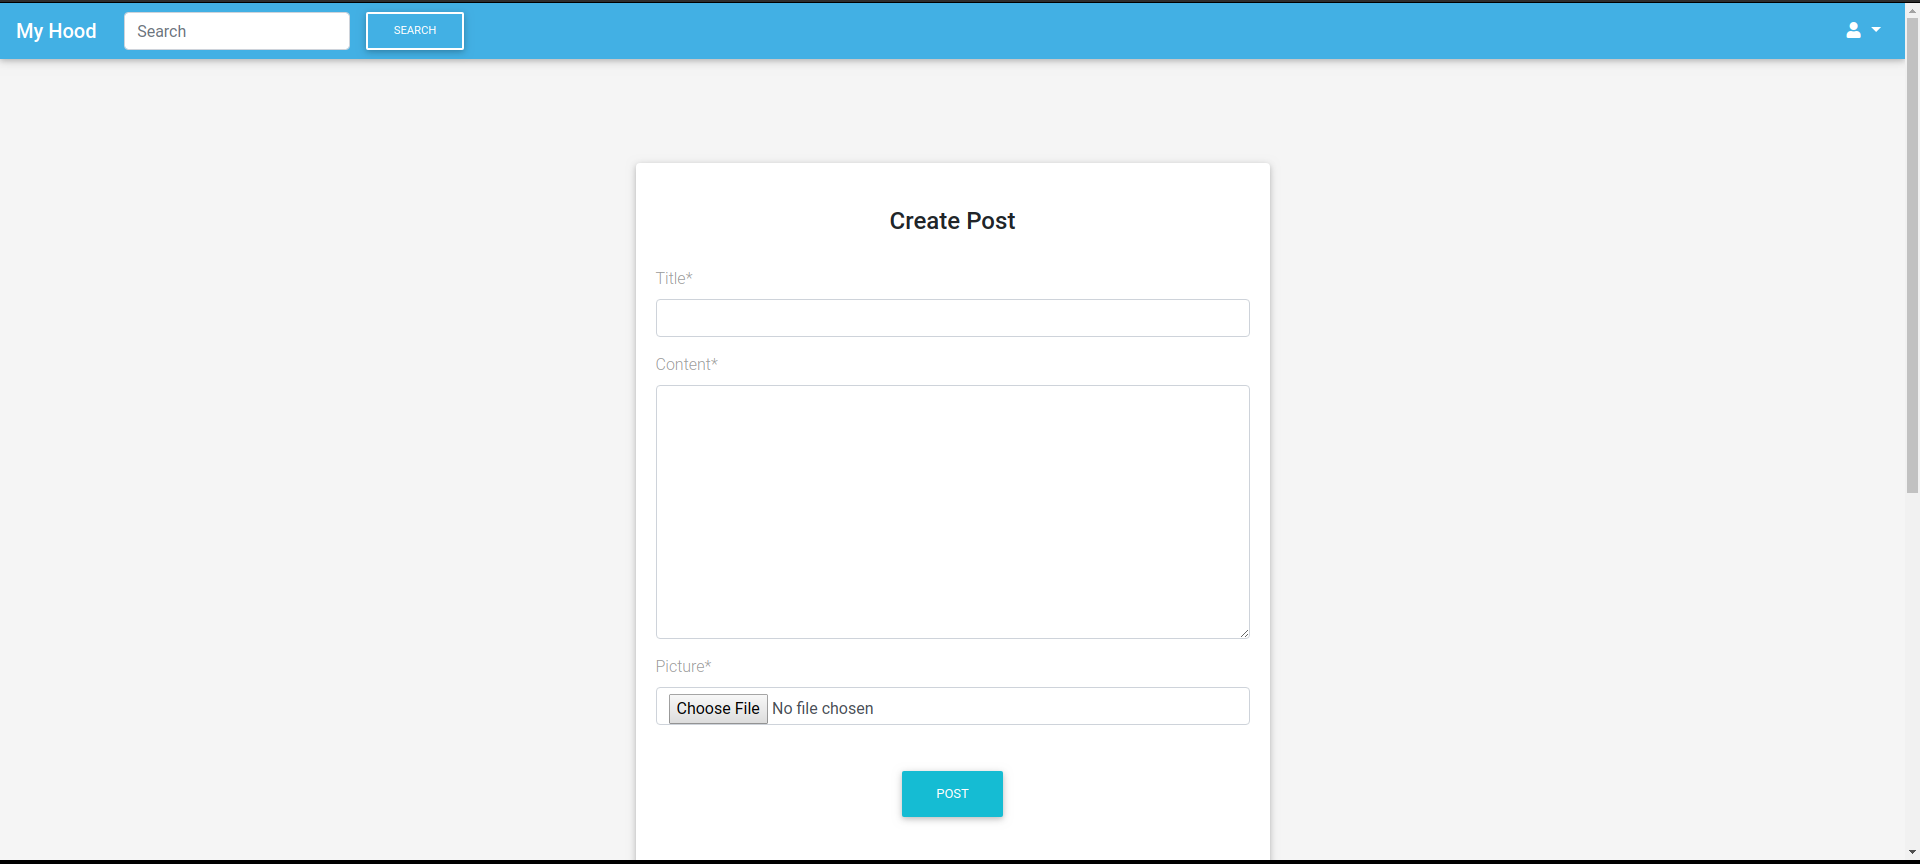 My Hood Search SEARCH
Create Post
Title*
Content*
Picture*
Choose File No file chosen
POST